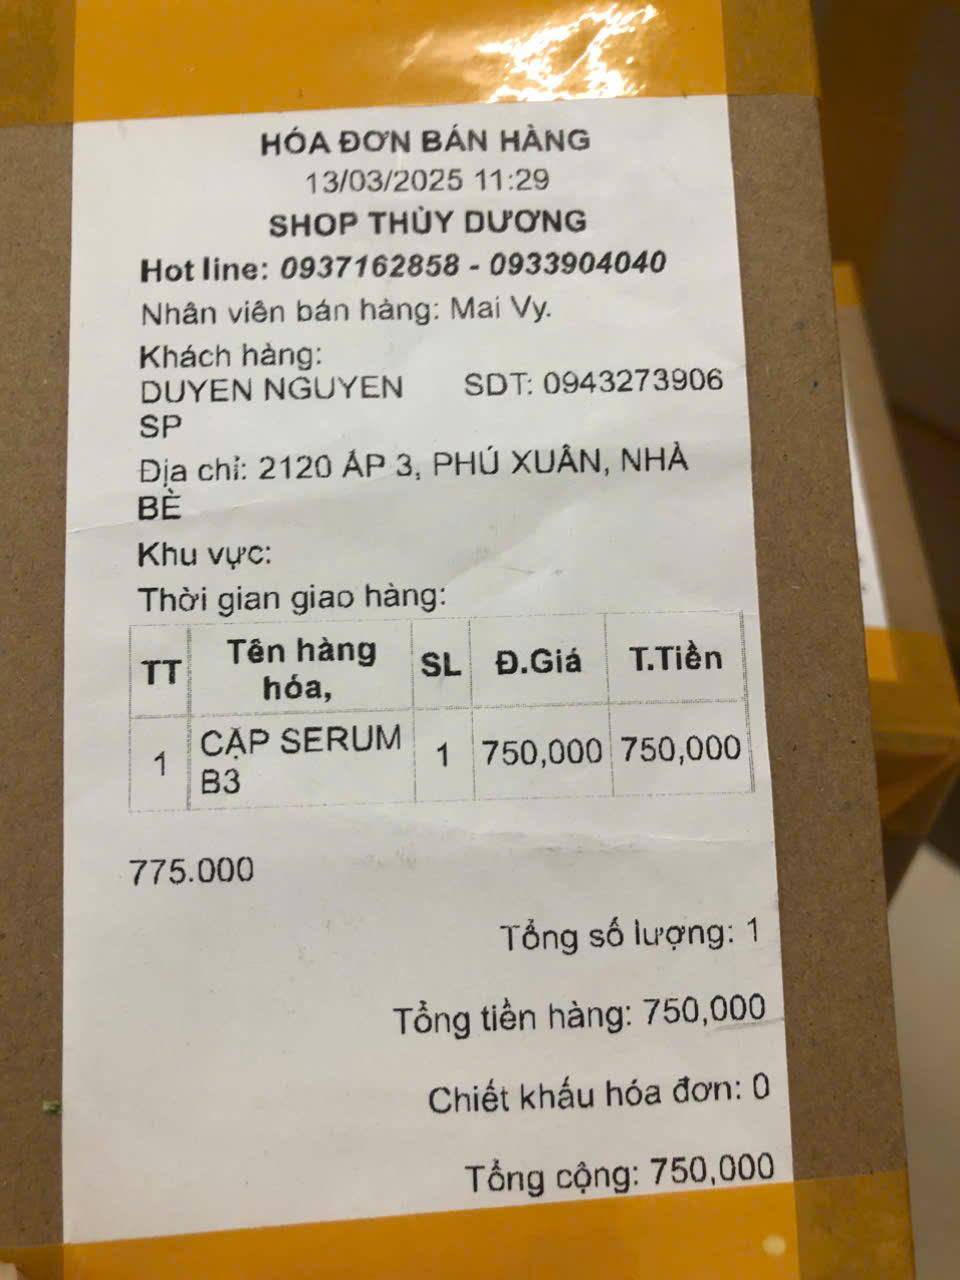 HÓA ĐƠN BÁN HÀNG
13/03/2025 11:29
SHOP THÙY DƯƠNG
Hot line: 0937162858 - 0933904040
Nhân viên bán hàng: Mai Vy.
Khách hàng:
DUYEN NGUYEN SDT: 0943273906
SP
Địa chỉ: 2120 ÁP 3, PHÚ XUÂN, NHÀ
BÈ
Khu vực:
Thời gian giao hàng:
TT Tên hàng hóa, SL Đ.Giá T.Tiền
1 CẶP SERUM B3 1 750,000 750,000
775.000
Tổng số lượng: 1
Tổng tiền hàng: 750,000
Chiết khấu hóa đơn: 0
Tổng cộng: 750,000